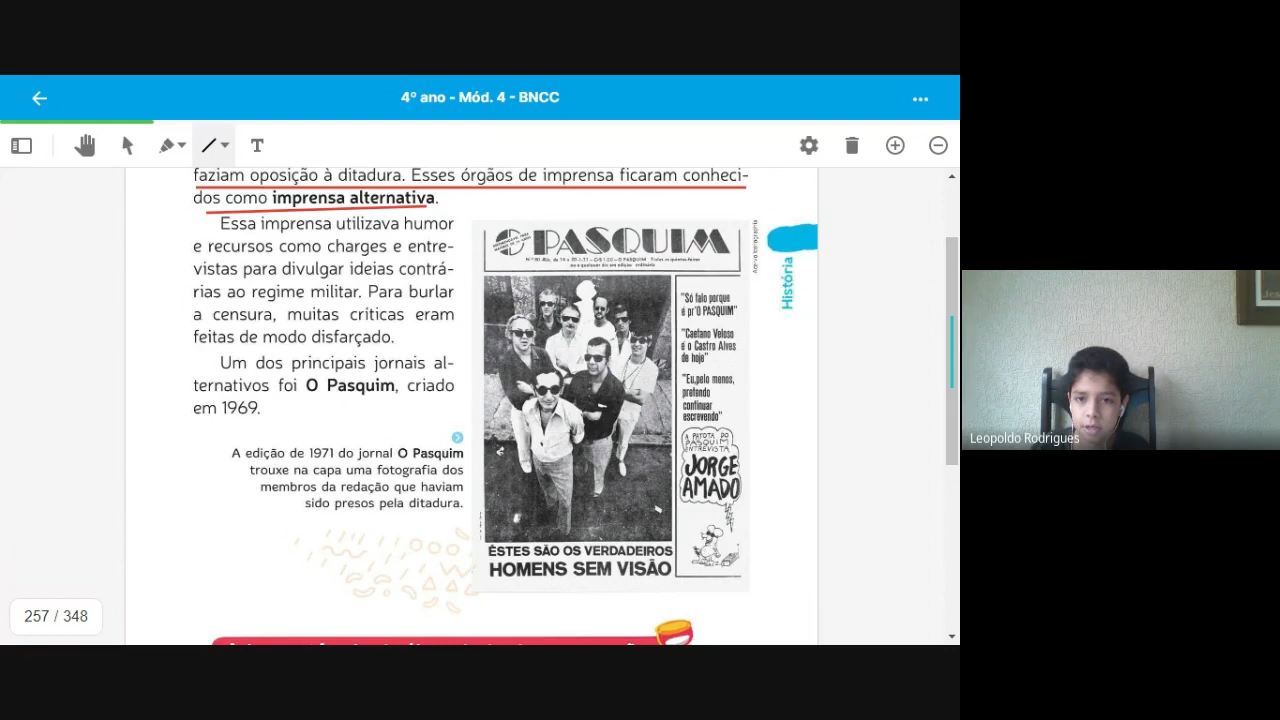 4º ano - Mód. 4 - BNCC
T
faziam oposição à ditadura. Esses órgãos de imprensa ficaram conheci-
dos como imprensa alternativa.
Essa imprensa utilizava humor
e recursos como charges e entre-
vistas para divulgar ideias contrá-
rias ao regime militar. Para burlar
a censura, muitas críticas eram
feitas de modo disfarçado.
Um dos principais jornais al-
ternativos foi O Pasquim, criado
em 1969.
A edição de 1971 do jornal O Pasquim
trouxe na capa uma fotografia dos
membros da redação que haviam
sido presos pela ditadura.
O PASQUIM
"Só falo porque
é pr'O PASQUIM"
"Caetano Veloso
é o Castro Alves
de hoje"
"Eu,pelo menos,
pretendo
continuar
escrevendo"
A PATOTA DO
PASQUIM
ENTREVISTA
JORGE
AMADO
ÊSTES SÃO OS VERDADEIROS
HOMENS SEM VISÃO
História
257 / 348
Leopoldo Rodrigues